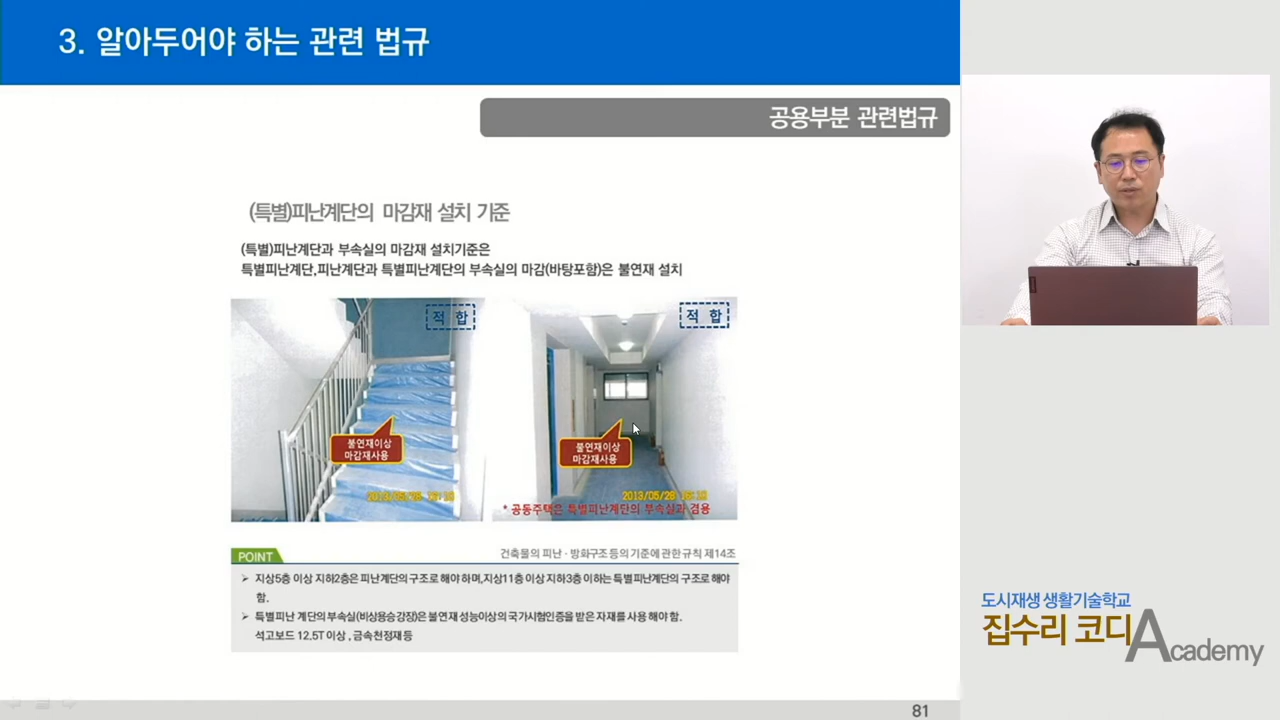 3. 알아두어야 하는 관련 법규
공용부분 관련법규
(특별)피난계단의 마감재 설치 기준
(특별)피난계단과 부속실의 마감재 설치기준은
특별피난계단,피난계단과 특별피난계단의 부속실의 마감(바탕포함)은 불연재 설치
적 합
적 합
불연재이상
마감재사용
불연재이상
마감재사용
2013/05/28
2013/05/28
* 공동주택은 특별피난계단의 부속실과 겸용
POINT
건축물의 피난 · 방화구조 등의 기준에 관한 규칙 제14조
➢ 지상5층 이상 지하2층은 피난계단의 구조로 해야 하며,지상11층 이상 지하3층 이하는 특별피난계단의 구조로 해야
함.
➢ 특별피난 계단의 부속실(비상용승강장)은 불연재 성능이상의 국가시험인증을 받은 자재를 사용 해야 함.
석고보드 12.5T 이상 , 금속천정재 등
81
도시재생 생활기술학교
집수리 코디 Academy